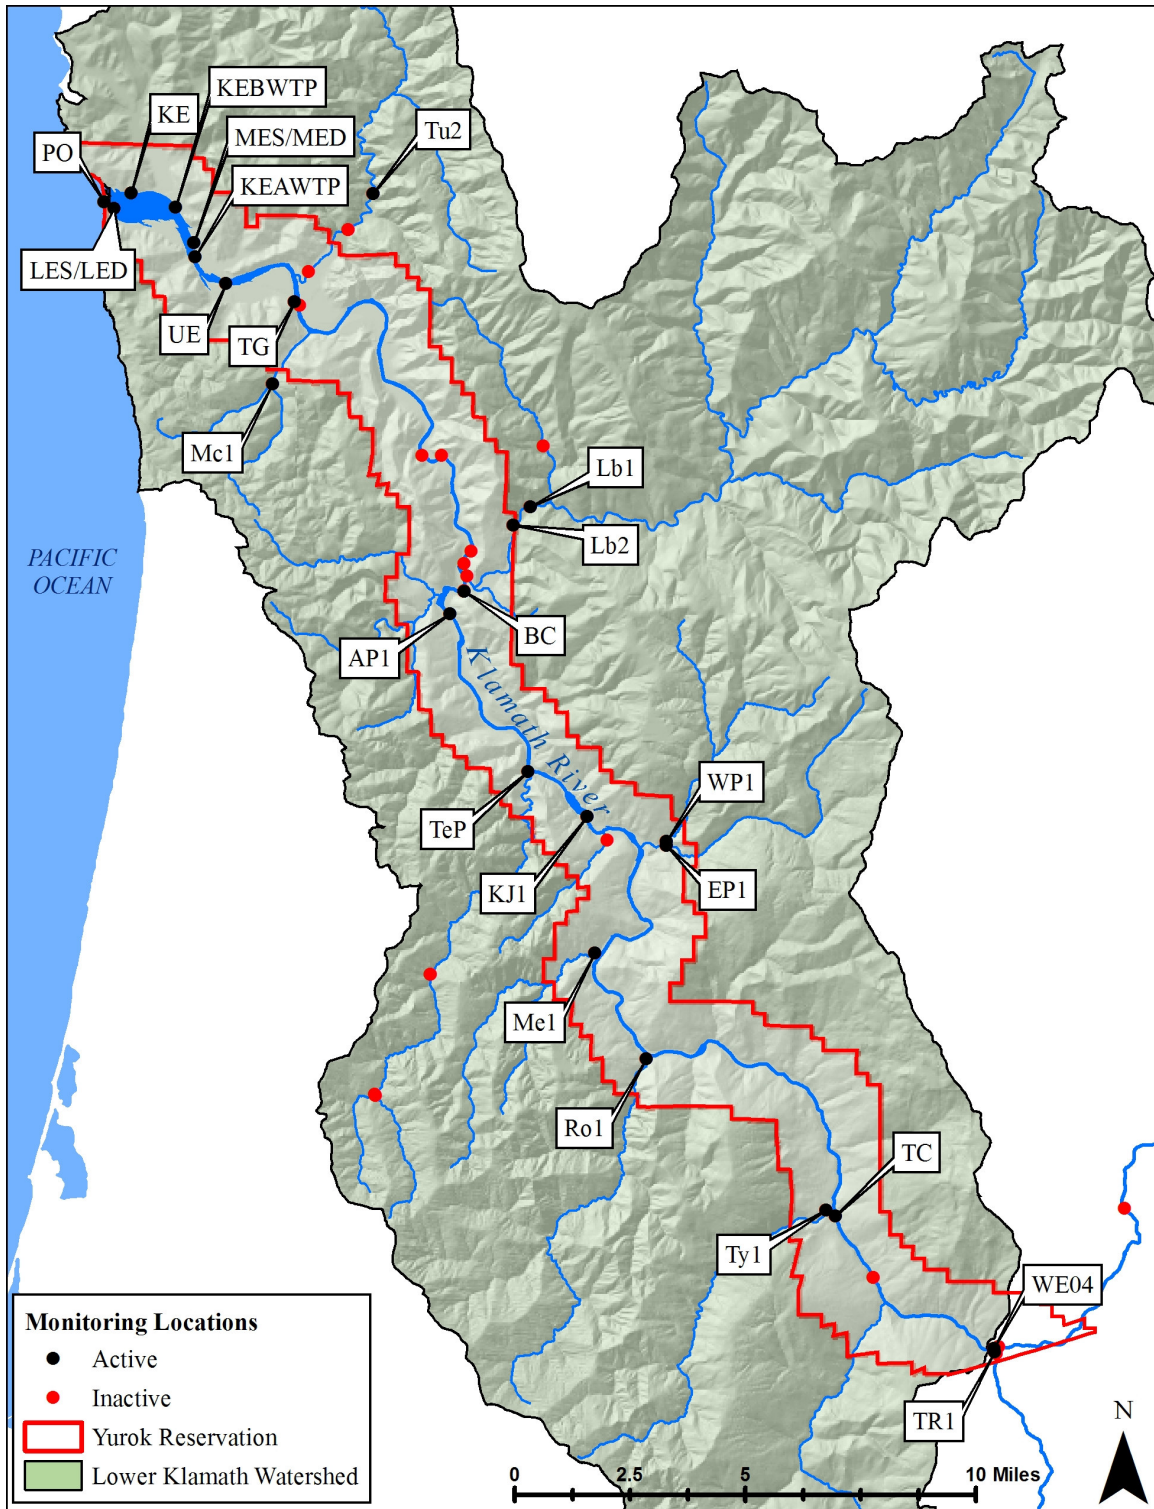 KEBWTP
KE
MES/MED
Tu2
PO
KEAWTP
LES/LED
UE
TG
Mc1
Lb1
Lb2
PACIFIC
OCEAN
BC
AP1
Klamath River
WP1
TeP
EP1
KJ1
Me1
Ro1
TC
Ty1
WE04
TR1
Monitoring Locations
Active
Inactive
Yurok Reservation
Lower Klamath Watershed
N
0 2.5 5 10 Miles